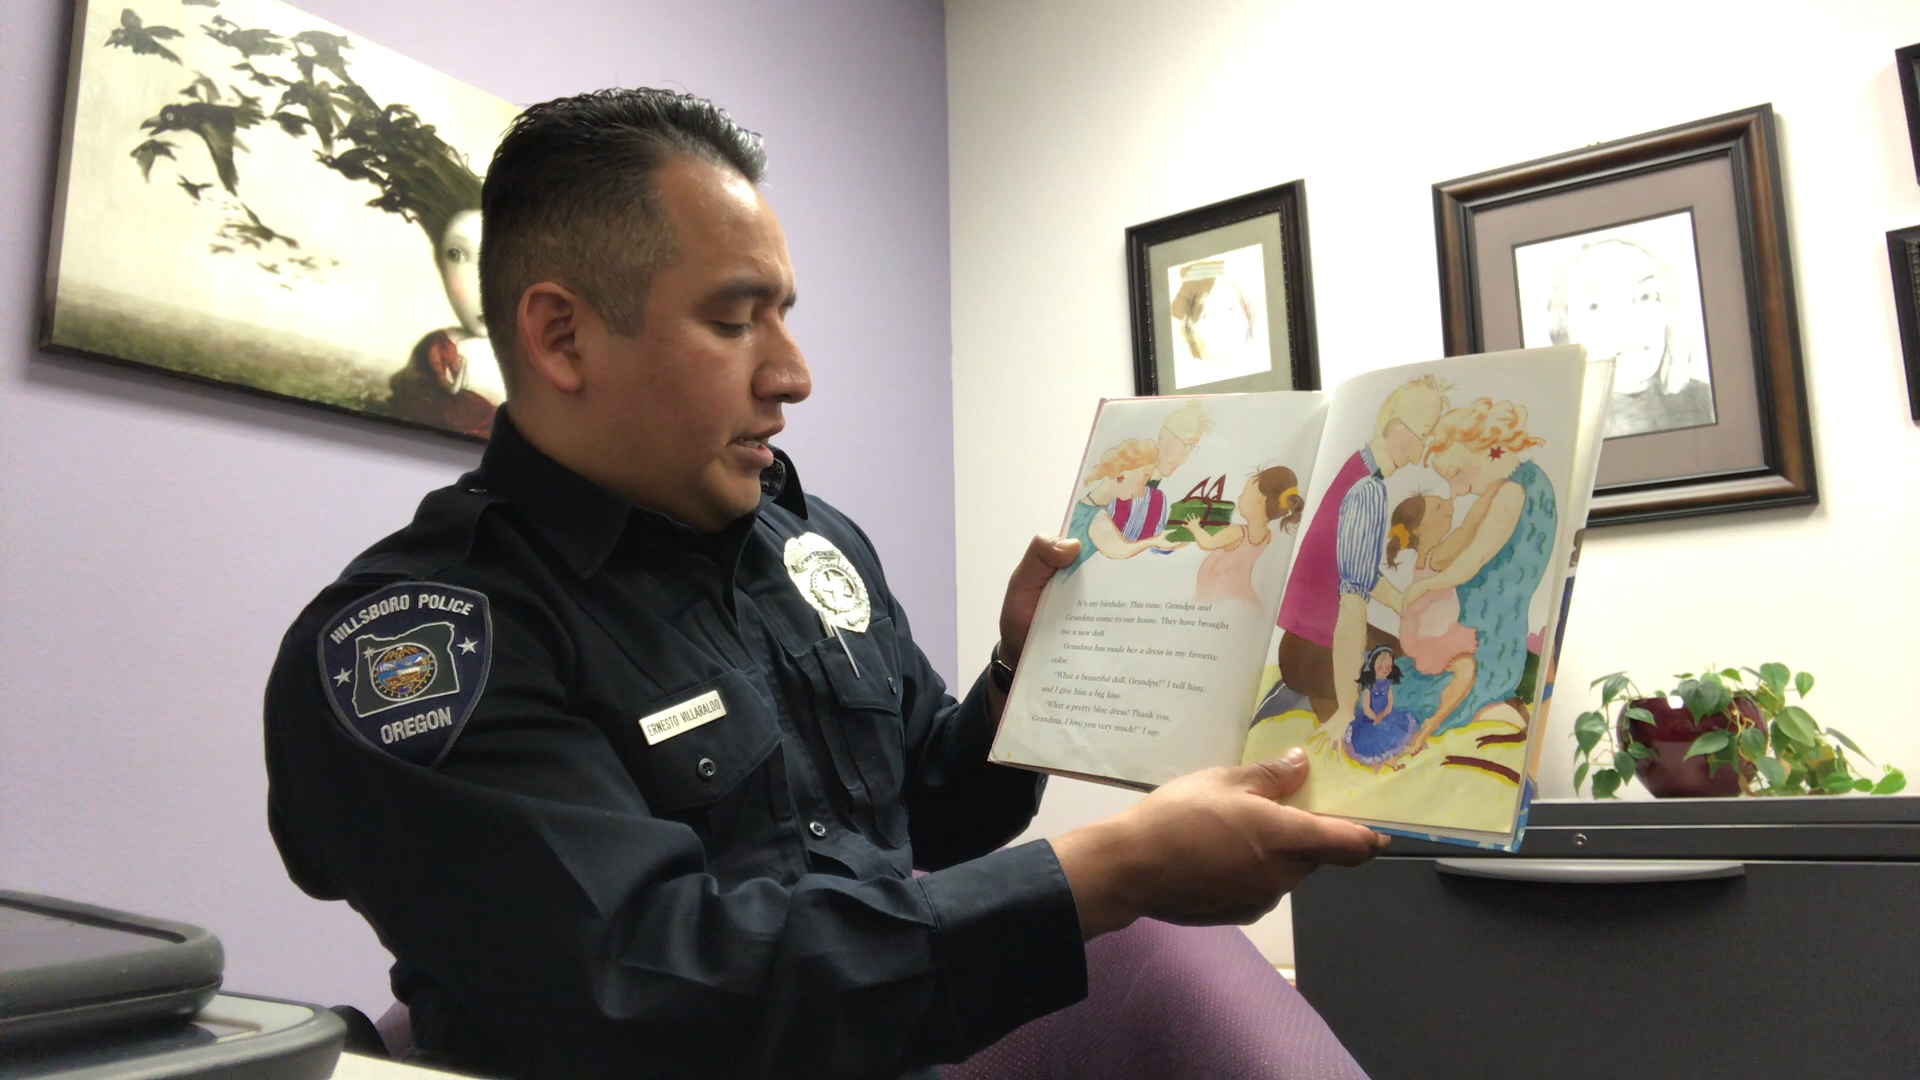 HILLSBORO POLICE
OREGON
ERNESTO VILLARALDO
It's my birthday. This time, Grandpa and
Grandma come to our house. They have brought
me a new doll.
Grandma has made her a dress in my favorite
color.
"What a beautiful doll, Grandpa!" I tell him,
and I give him a big kiss.
"What a pretty blue dress! Thank you,
Grandma. I love you very much!" I say.